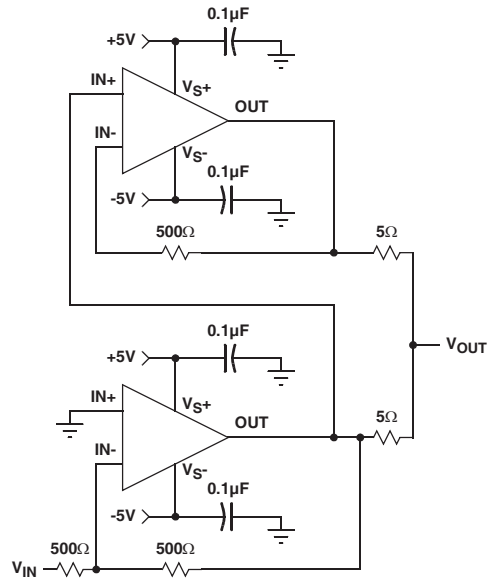 0.1µF
+5V
IN+
VS+
OUT
IN-
VS-
0.1µF
-5V
500Ω
5Ω
0.1µF
+5V
VOUT
IN+
VS+
5Ω
OUT
IN-
VS-
0.1µF
-5V
500Ω
500Ω
VIN